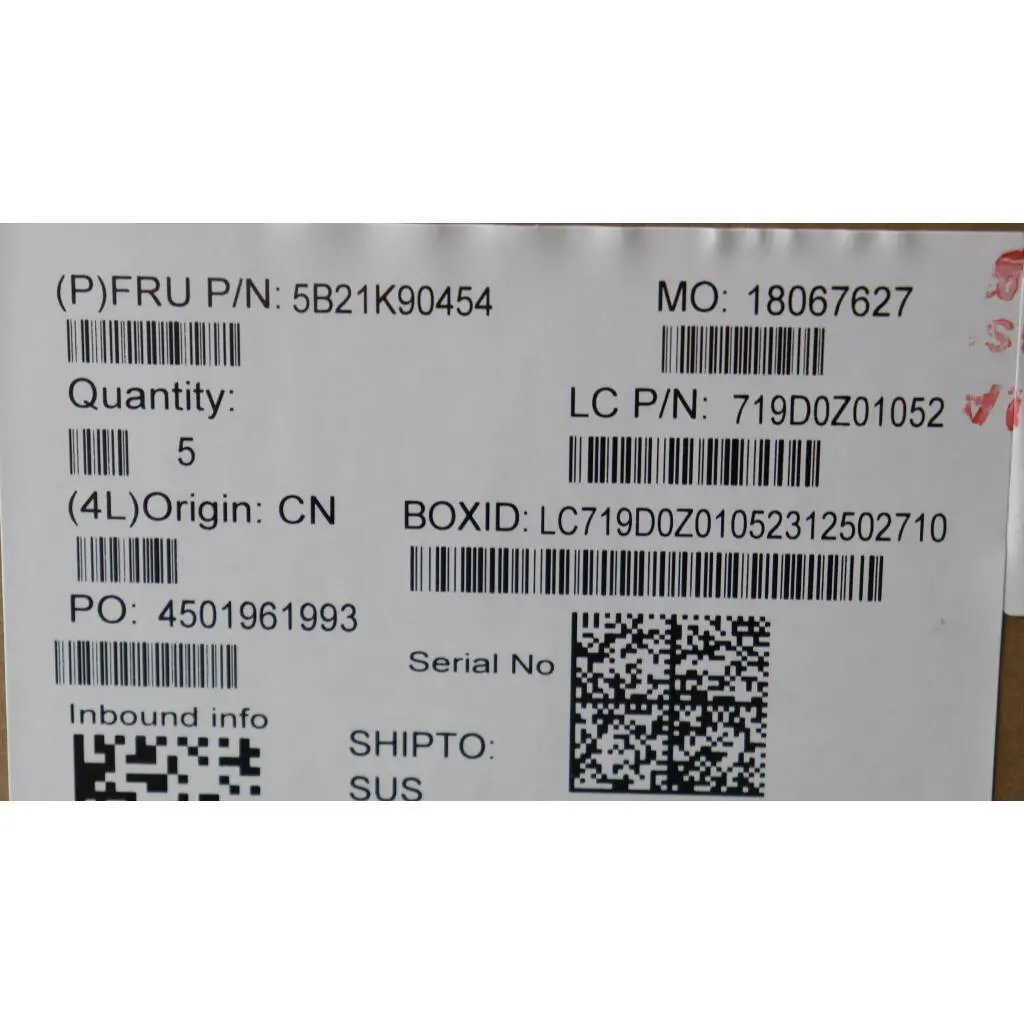 (P)FRU P/N: 5B21K90454
MO: 18067627
Quantity:
5
LC P/N: 719D0Z01052
(4L)Origin: CN
BOXID: LC719D0Z01052312502710
PO: 4501961993
Serial No
Inbound info
SHIPTO:
SUS